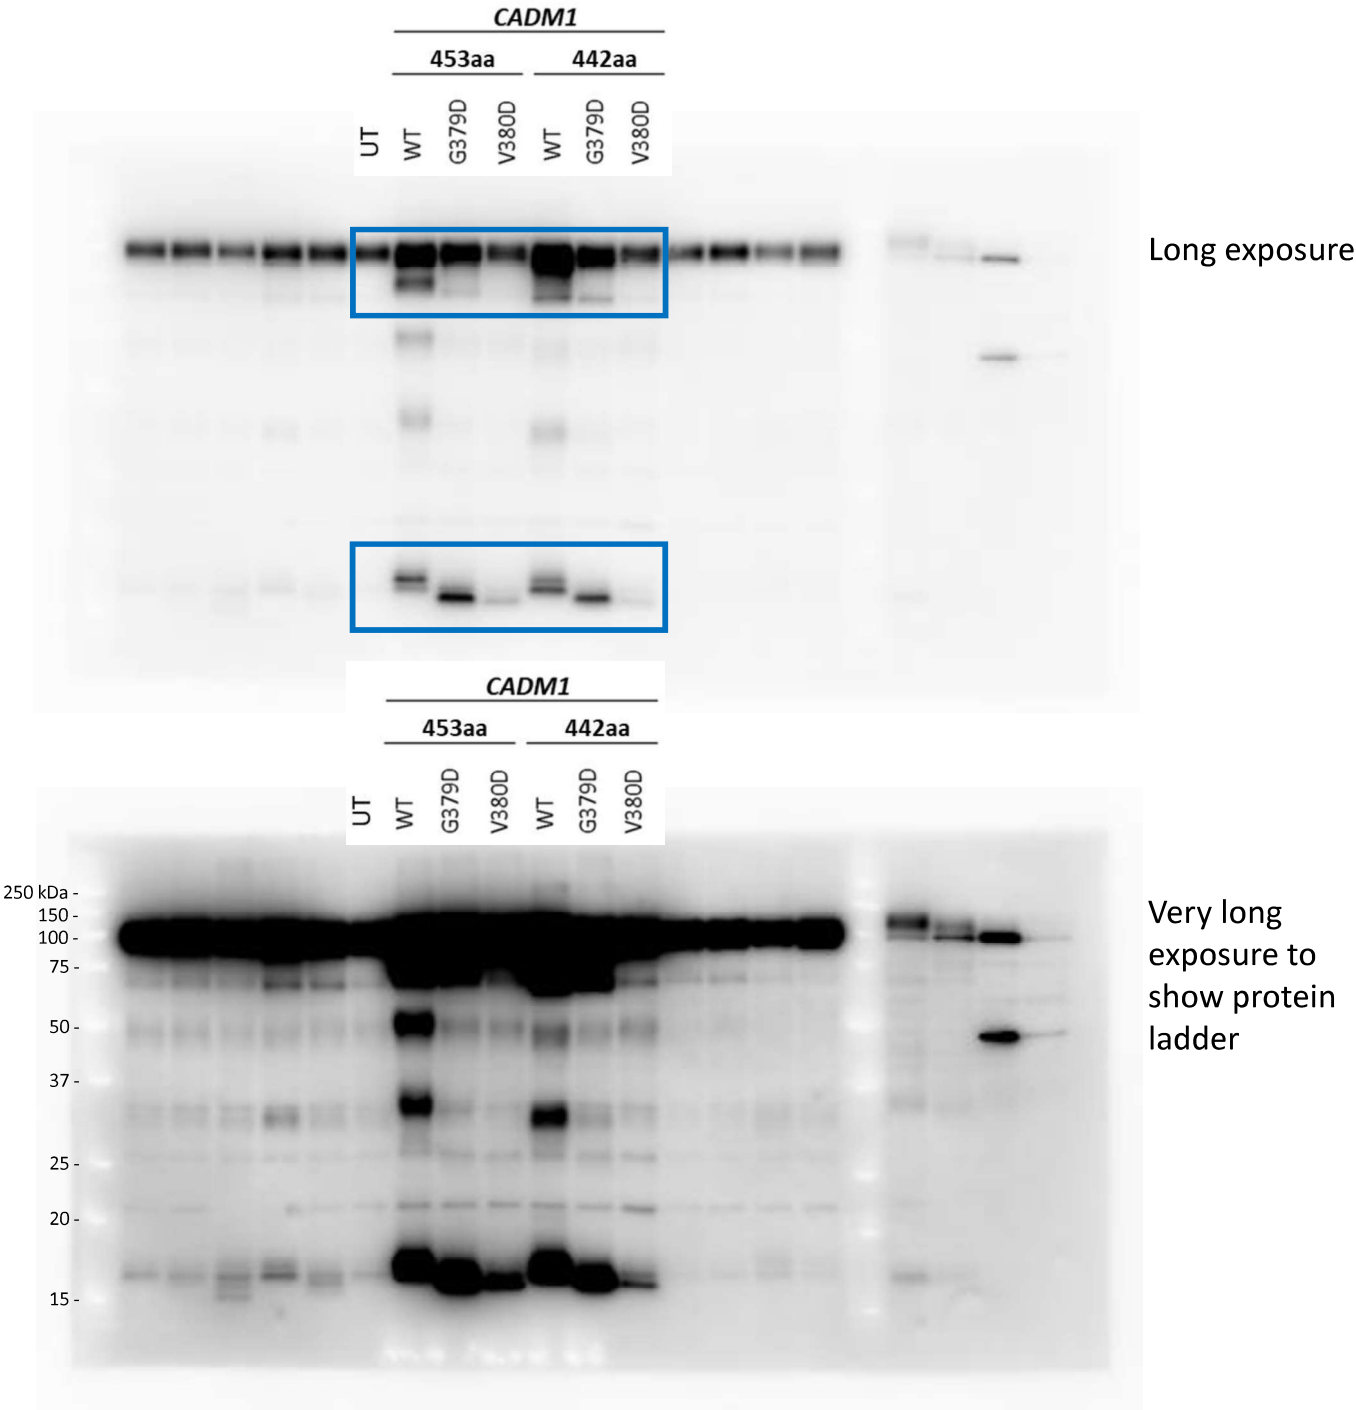 CADM1
453aa 442aa
UT WT G379D V380D WT G379D V380D
Long exposure
CADM1
453aa 442aa
UT WT G379D V380D WT G379D V380D
250 kDa -
150 -
100 -
75 -
50 -
37 -
25 -
20 -
15 -
Very long
exposure to
show protein
ladder